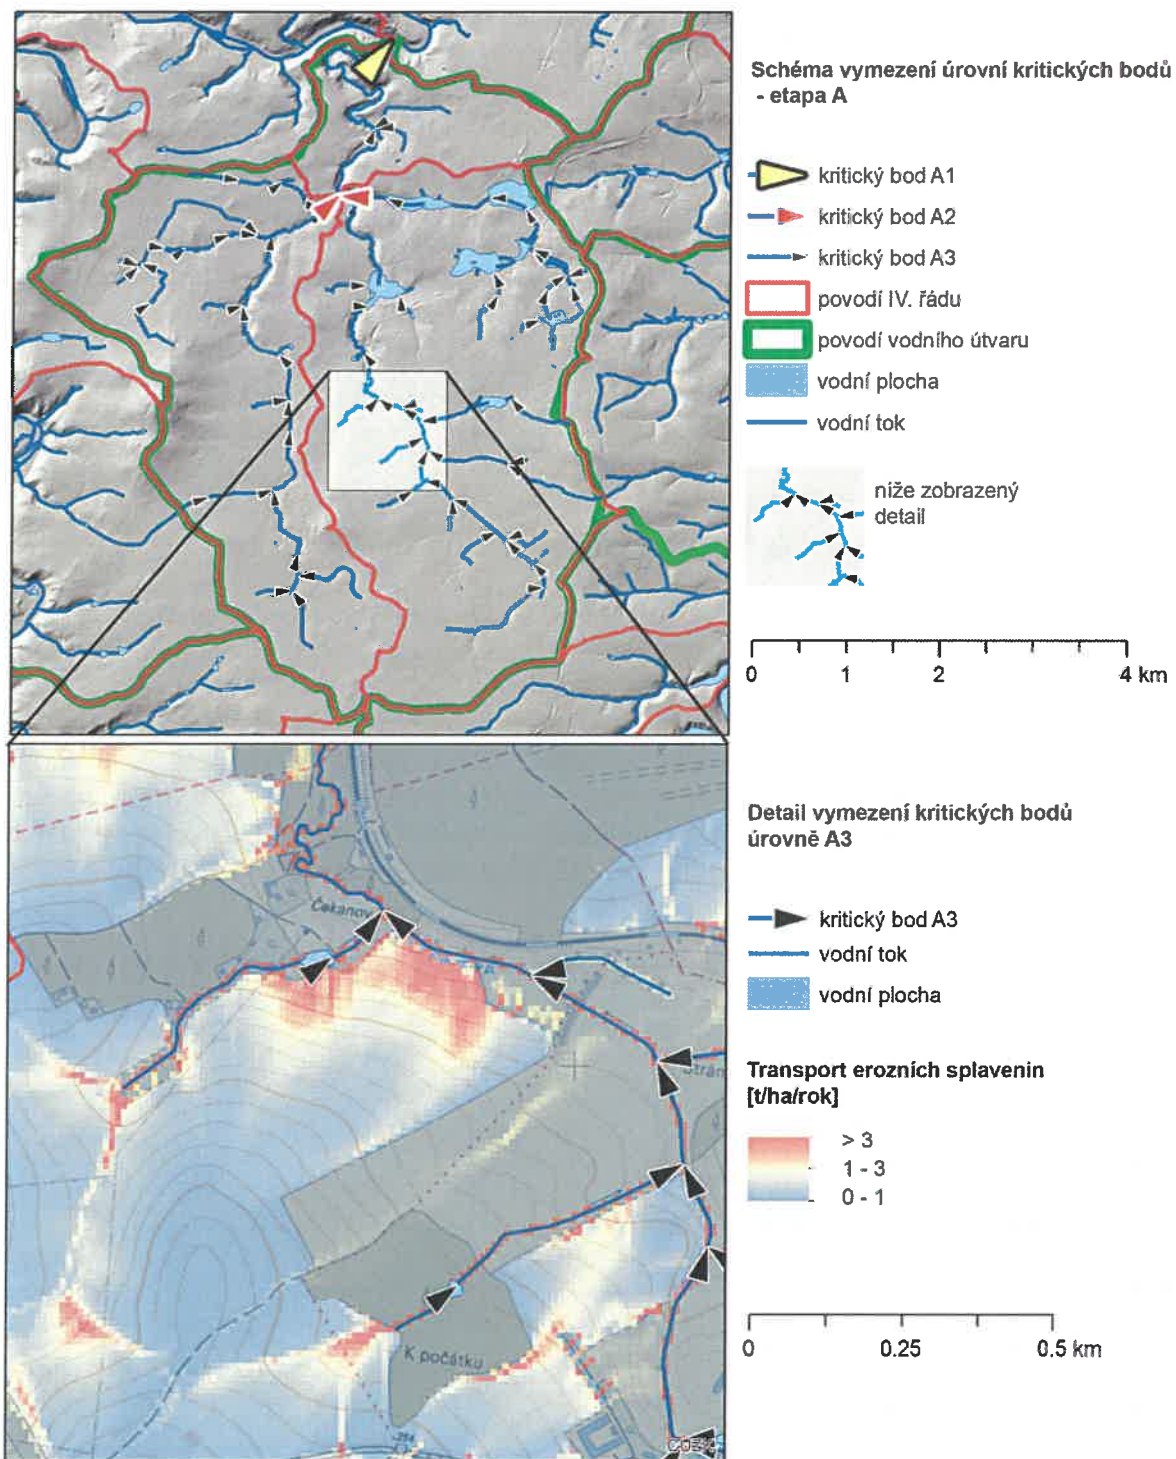 Schéma vymezení úrovní kritických bodů
- etapa A
kritický bod A1
kritický bod A2
kritický bod A3
povodí IV. řádu
povodí vodního útvaru
vodní plocha
vodní tok
níže zobrazený
detail
0 1 2 4 km
Detail vymezení kritických bodů
úrovně A3
kritický bod A3
vodní tok
vodní plocha
Transport erozních splavenin
[t/ha/rok]
> 3
1 - 3
0 - 1
0 0.25 0.5 km
Čekanov
Strán
K počátku